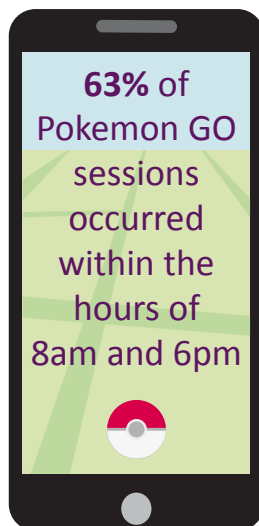 63% of
Pokemon GO
sessions
occurred
within the
hours of
8am and 6pm